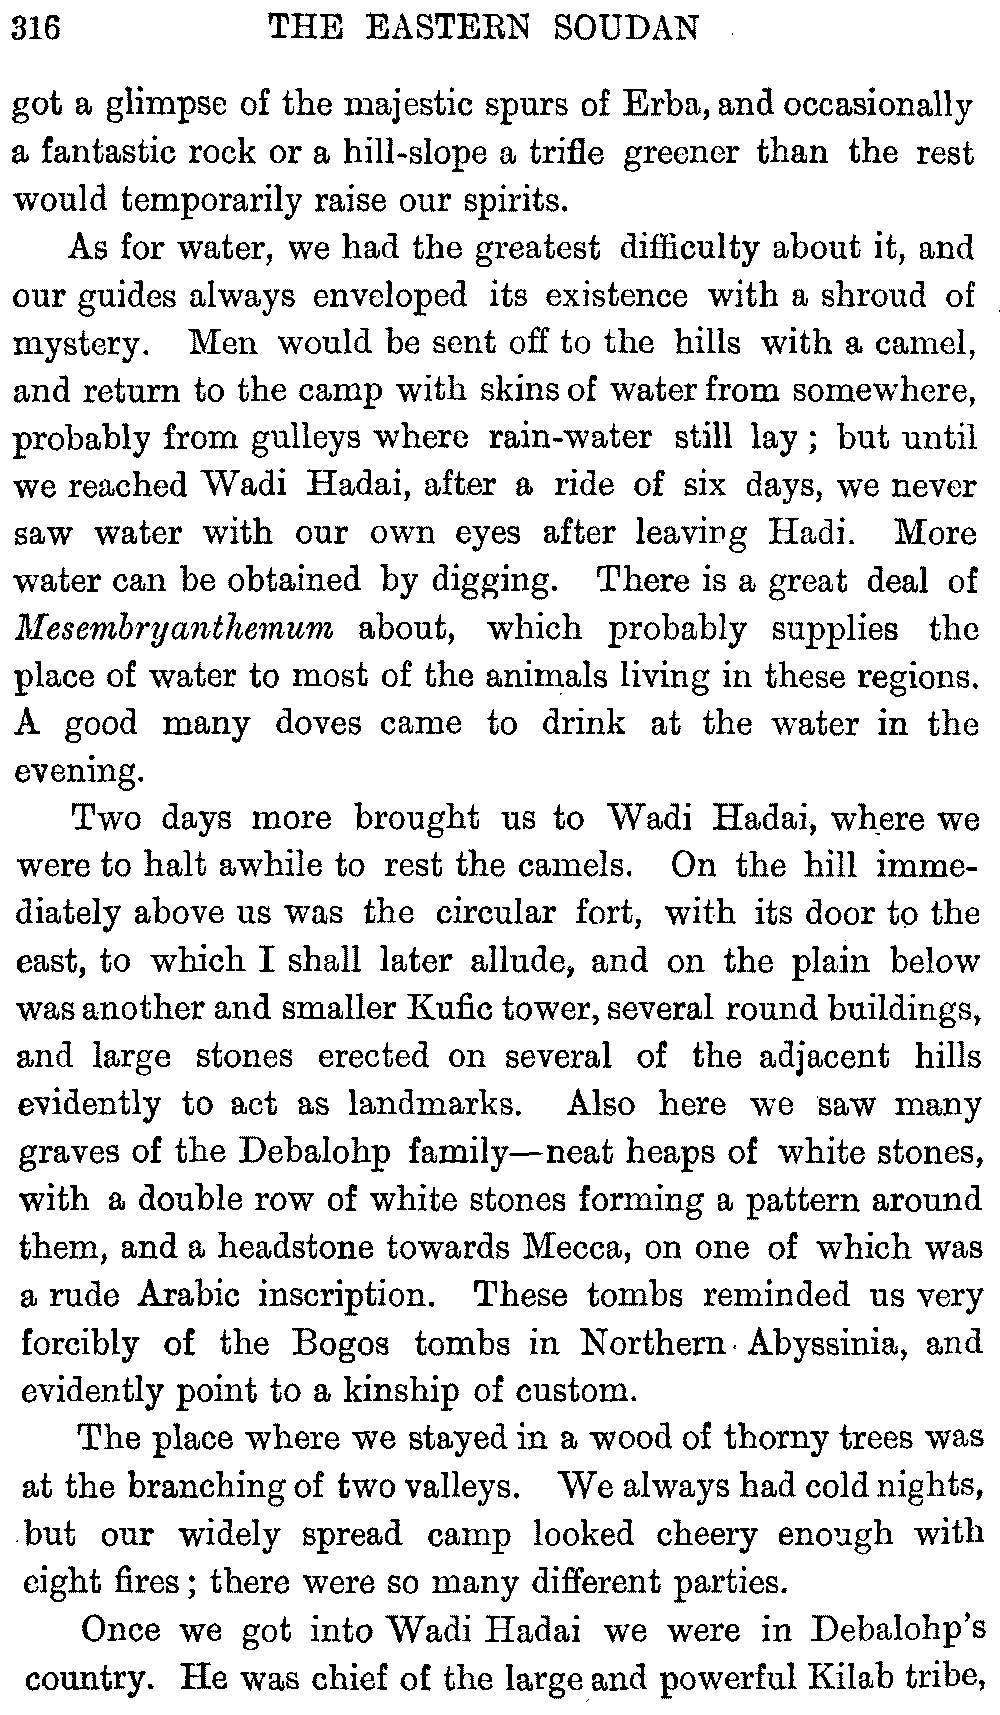 316 THE EASTERN SOUDAN
got a glimpse of the majestic spurs of Erba, and occasionally
a fantastic rock or a hill-slope a trifle greener than the rest
would temporarily raise our spirits.
As for water, we had the greatest difficulty about it, and
our guides always enveloped its existence with a shroud of
mystery. Men would be sent off to the hills with a camel,
and return to the camp with skins of water from somewhere,
probably from gulleys where rain-water still lay ; but until
we reached Wadi Hadai, after a ride of six days, we never
saw water with our own eyes after leaving Hadi. More
water can be obtained by digging. There is a great deal of
Mesembryanthemum about, which probably supplies the
place of water to most of the animals living in these regions.
A good many doves came to drink at the water in the
evening.
Two days more brought us to Wadi Hadai, where we
were to halt awhile to rest the camels. On the hill imme-
diately above us was the circular fort, with its door to the
east, to which I shall later allude, and on the plain below
was another and smaller Kufic tower, several round buildings,
and large stones erected on several of the adjacent hills
evidently to act as landmarks. Also here we saw many
graves of the Debalohp family—neat heaps of white stones,
with a double row of white stones forming a pattern around
them, and a headstone towards Mecca, on one of which was
a rude Arabic inscription. These tombs reminded us very
forcibly of the Bogos tombs in Northern Abyssinia, and
evidently point to a kinship of custom.
The place where we stayed in a wood of thorny trees was
at the branching of two valleys. We always had cold nights,
but our widely spread camp looked cheery enough with
eight fires ; there were so many different parties.
Once we got into Wadi Hadai we were in Debalohp's
country. He was chief of the large and powerful Kilab tribe,